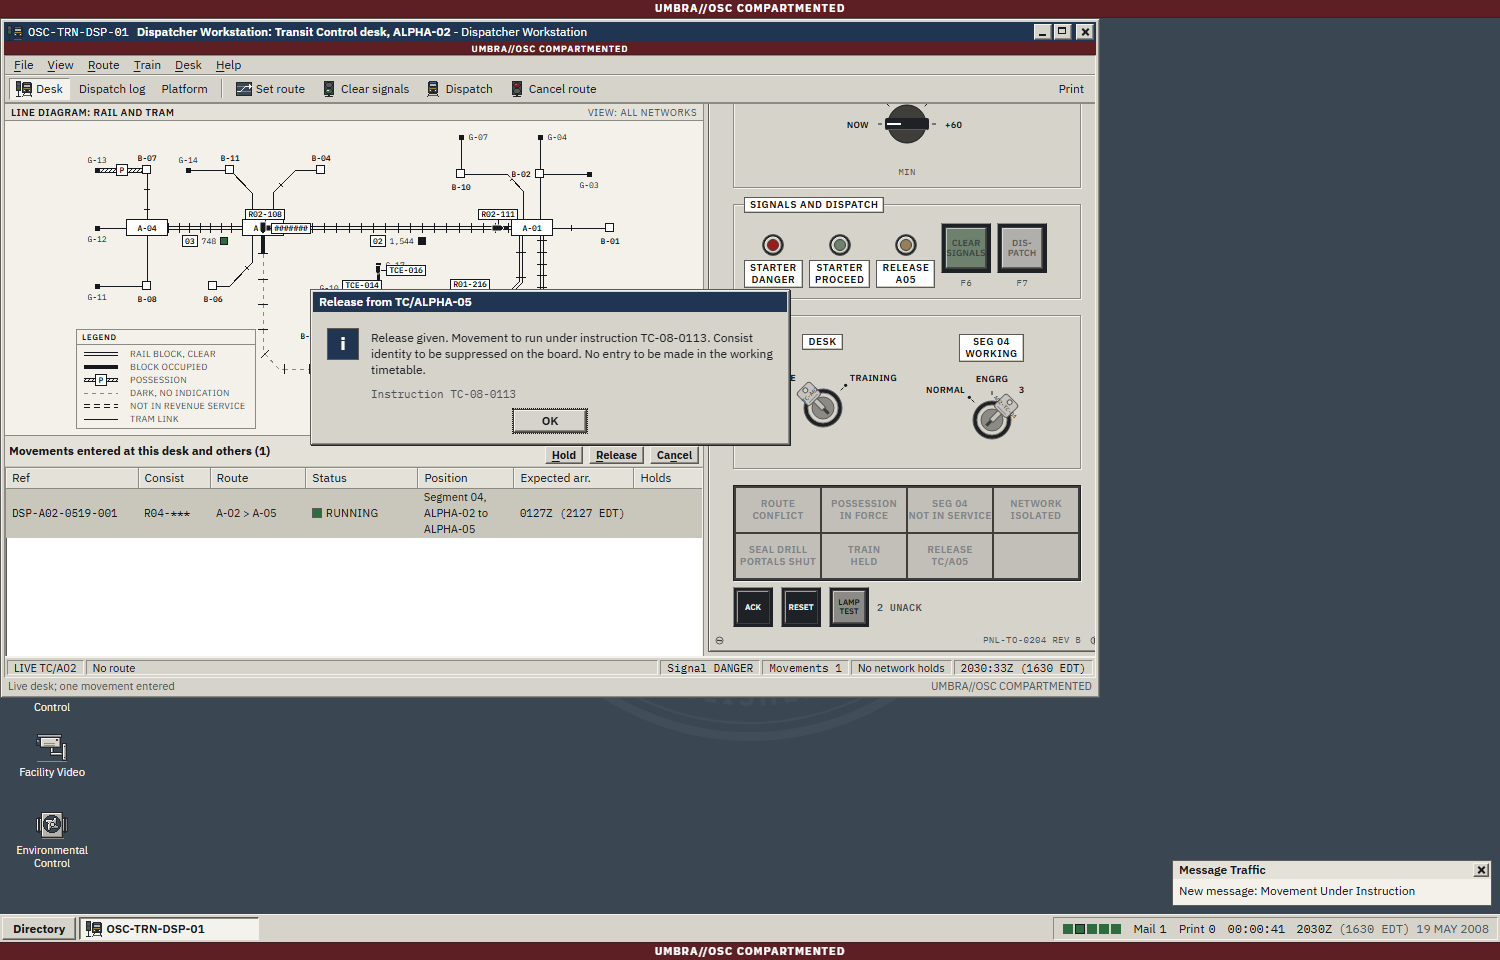 UMBRA//OSC COMPARTMENTED
OSC-TRN-DSP-01 Dispatcher Workstation: Transit Control desk, ALPHA-02 - Dispatcher Workstation
UMBRA//OSC COMPARTMENTED
File View Route Train Desk Help
Desk Dispatch log Platform Set route Clear signals Dispatch Cancel route Print
LINE DIAGRAM: RAIL AND TRAM VIEW: ALL NETWORKS
G-07 G-04
G-13 B-07 G-14 B-11 B-04
P
B-02
B-10 G-03
R02-108 R02-111
A-04 A ####### A-01
G-12 03 748 02 1,544 B-01
TCE-016
G-11 B-08 B-06 TCE-014 R01-216
B-
LEGEND
RAIL BLOCK, CLEAR
BLOCK OCCUPIED
P POSSESSION
DARK, NO INDICATION
NOT IN REVENUE SERVICE
TRAM LINK
NOW +60
MIN
SIGNALS AND DISPATCH
STARTER DANGER
STARTER PROCEED
RELEASE A05
CLEAR SIGNALS
DIS-PATCH
F6 F7
DESK
SEG 04 WORKING
E TRAINING
NORMAL ENGRG 3
Release from TC/ALPHA-05
i
Release given. Movement to run under instruction TC-08-0113. Consist
identity to be suppressed on the board. No entry to be made in the working
timetable.
Instruction TC-08-0113
OK
Movements entered at this desk and others (1) Hold Release Cancel
Ref Consist Route Status Position Expected arr. Holds
DSP-A02-0519-001 R04-*** A-02 > A-05 RUNNING Segment 04, ALPHA-02 to ALPHA-05 0127Z (2127 EDT)
ROUTE CONFLICT
POSSESSION IN FORCE
SEG 04 NOT IN SERVICE
NETWORK ISOLATED
SEAL DRILL PORTALS SHUT
TRAIN HELD
RELEASE TC/A05
ACK RESET LAMP TEST 2 UNACK
PNL-TO-0204 REV B
LIVE TC/A02 No route Signal DANGER Movements 1 No network holds 2030:33Z (1630 EDT)
Live desk; one movement entered UMBRA//OSC COMPARTMENTED
Control
Facility Video
Environmental
Control
Message Traffic
New message: Movement Under Instruction
Directory OSC-TRN-DSP-01 Mail 1 Print 0 00:00:41 2030Z (1630 EDT) 19 MAY 2008
UMBRA//OSC COMPARTMENTED